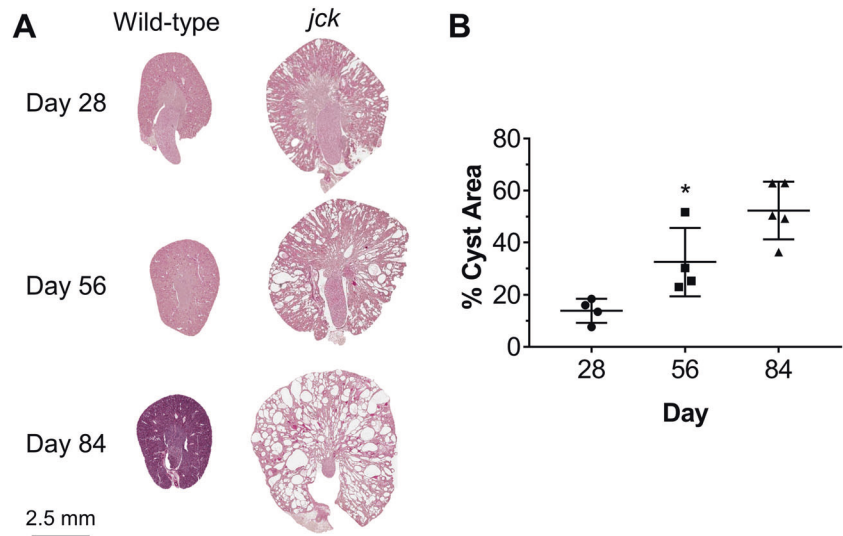 A
Wild-type
jck
Day 28
Day 56
Day 84
2.5 mm
B
% Cyst Area
80
60
40
20
0
*
28
56
84
Day